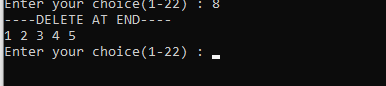 Enter your choice(1-22) : 8
----DELETE AT END----
1 2 3 4 5
Enter your choice(1-22) :